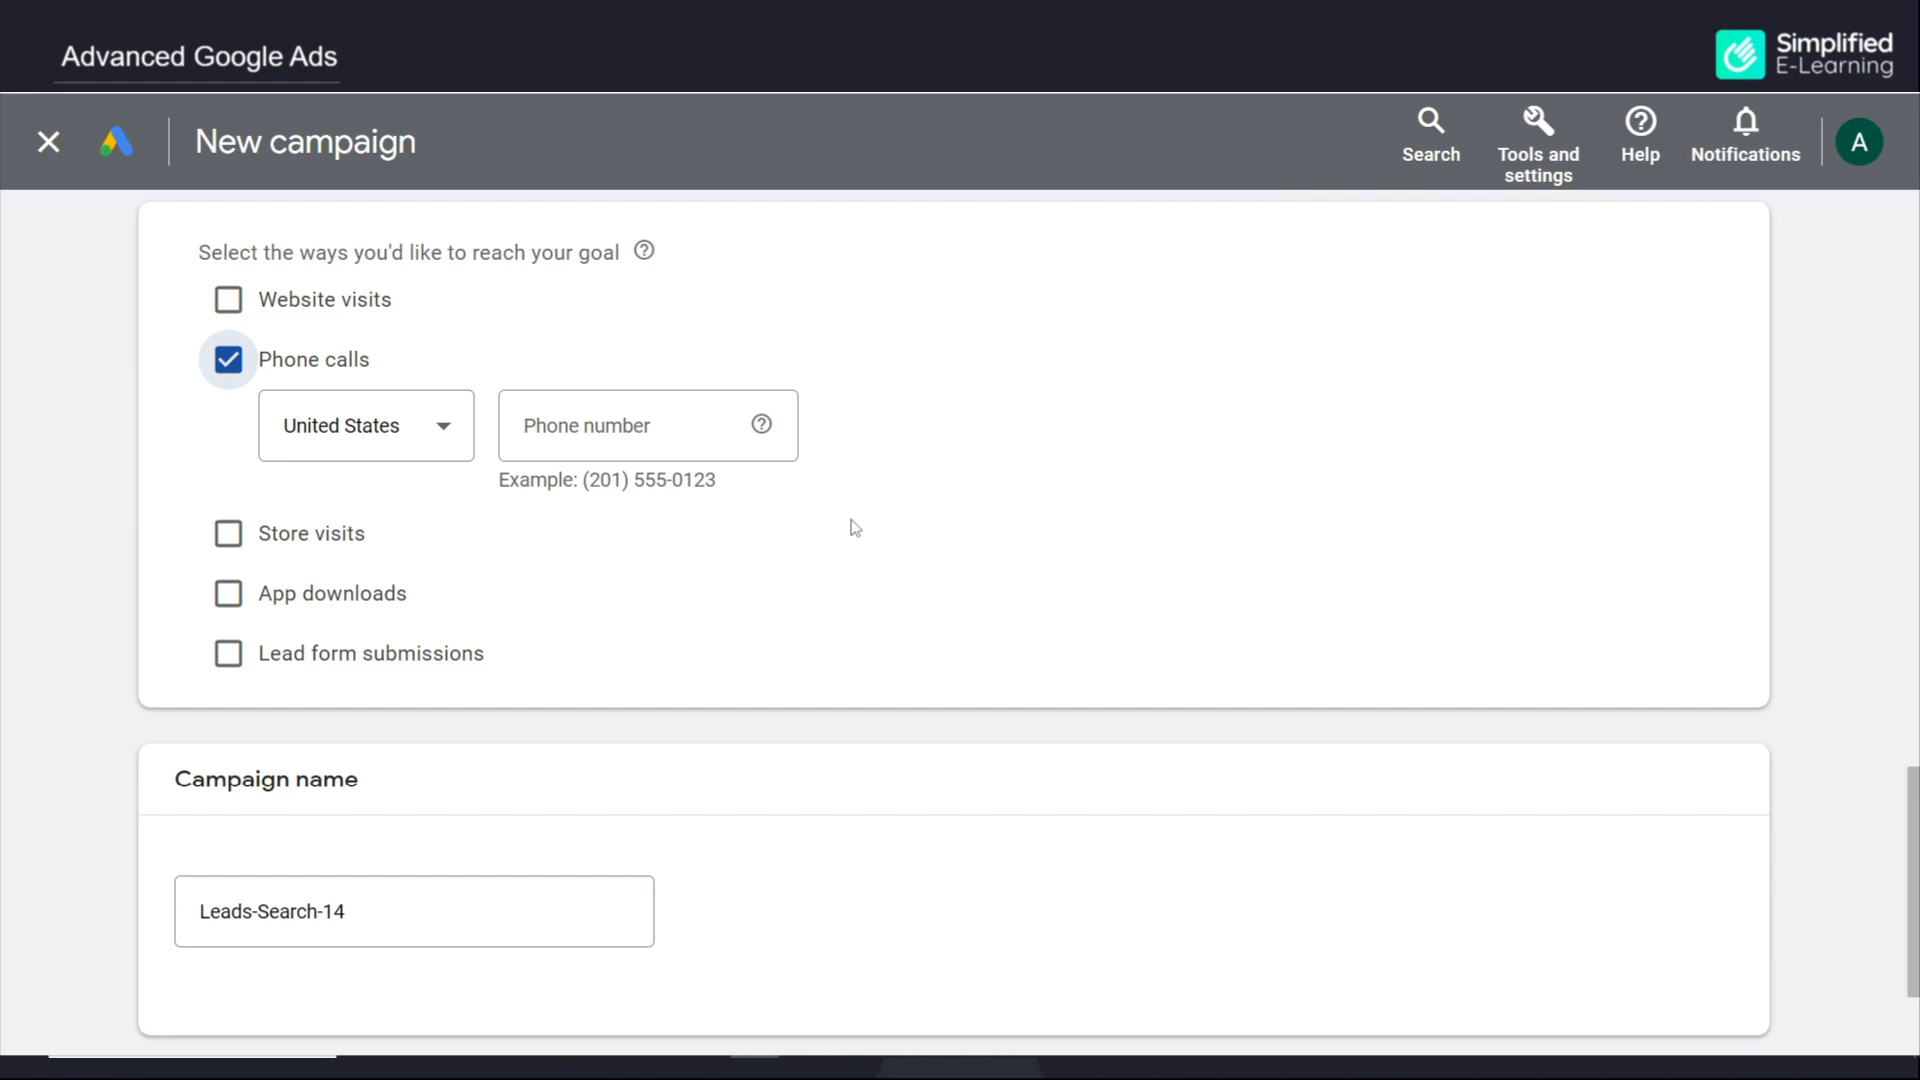 Advanced Google Ads
Simplified
E-Learning
New campaign
Search
Tools and
settings
Help
Notifications
A
Select the ways you'd like to reach your goal
Website visits
Phone calls
United States
Phone number
Example: (201) 555-0123
Store visits
App downloads
Lead form submissions
Campaign name
Leads-Search-14